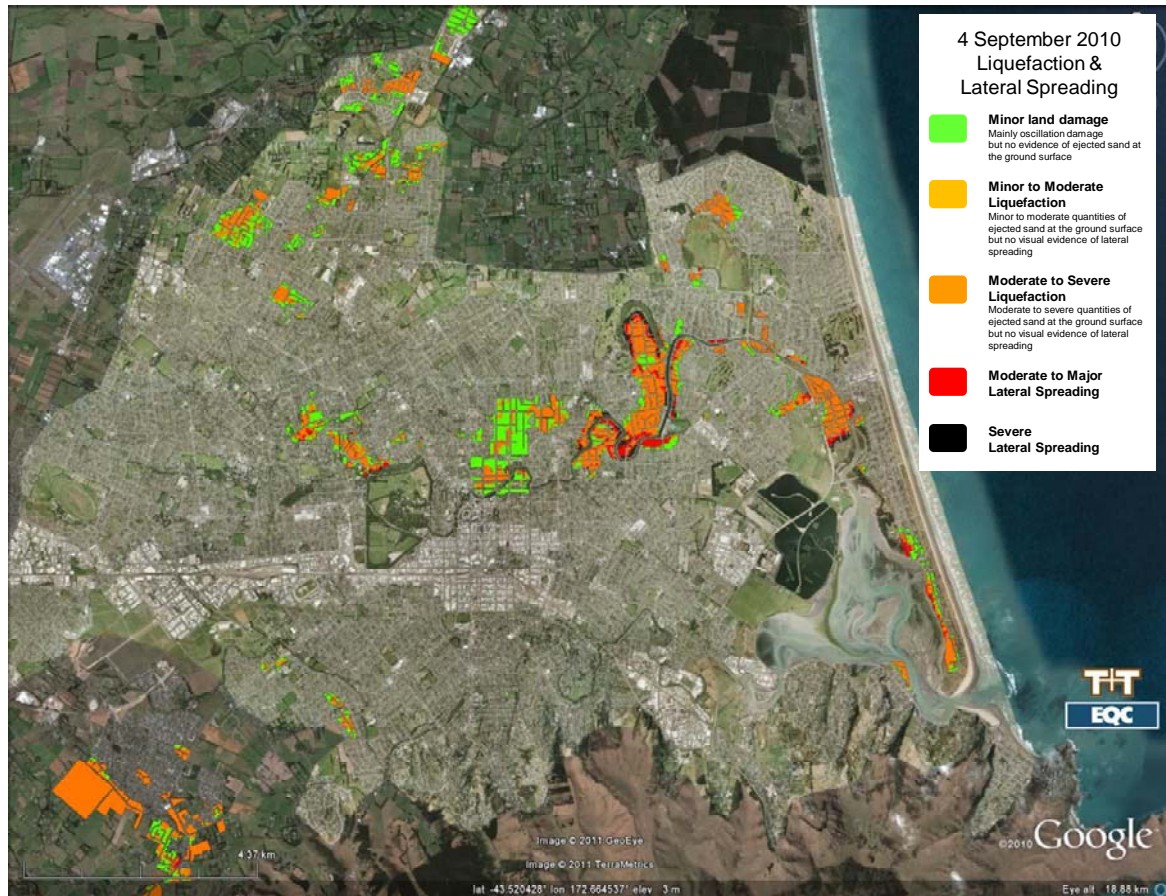 4 September 2010
Liquefaction &
Lateral Spreading
Minor land damage
Mainly oscillation damage
but no evidence of ejected sand at
the ground surface
Minor to Moderate
Liquefaction
Minor to moderate quantities of
ejected sand at the ground surface
but no visual evidence of lateral
spreading
Moderate to Severe
Liquefaction
Moderate to severe quantities of
ejected sand at the ground surface
but no visual evidence of lateral
spreading
Moderate to Major
Lateral Spreading
Severe
Lateral Spreading
T+T
EQC
Image © 2011 GeoEye
Image © 2011 TerraMetrics
©2010 Google
4.37 km
lat -43.520428° lon 172.664537° elev 3 m
Eye alt 18.88 km